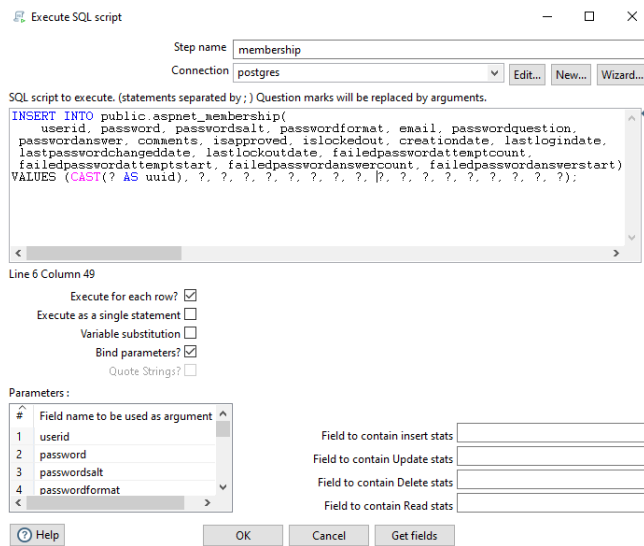 Execute SQL script
Step name membership
Connection postgres Edit... New... Wizard...
SQL script to execute. (statements separated by ; ) Question marks will be replaced by arguments.
INSERT INTO public.aspnet_membership(
userid, password, passwordsalt, passwordformat, email, passwordquestion,
passwordanswer, comments, isapproved, islockedout, creationdate, lastlogindate,
lastpasswordchangeddate, lastlockoutdate, failedpasswordattemptcount,
failedpasswordattemptstart, failedpasswordanswercount, failedpasswordanswerstart)
VALUES (CAST(? AS uuid), ?, ?, ?, ?, ?, ?, ?, ?, ?, ?, ?, ?, ?, ?, ?, ?, ?);
Line 6 Column 49
Execute for each row?
Execute as a single statement
Variable substitution
Bind parameters?
Quote Strings?
Parameters :
# Field name to be used as argument
1 userid
2 password
3 passwordsalt
4 passwordformat
Field to contain insert stats
Field to contain Update stats
Field to contain Delete stats
Field to contain Read stats
Help OK Cancel Get fields